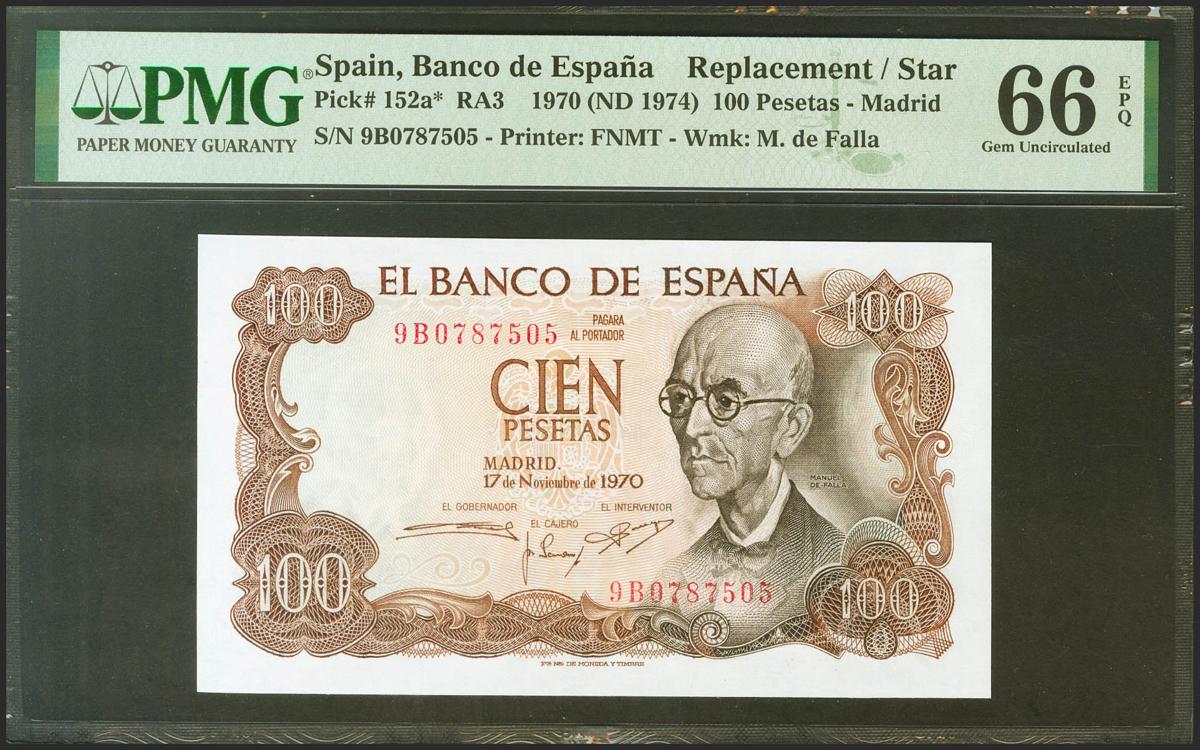 PMG®
PAPER MONEY GUARANTY
Spain, Banco de España Replacement / Star
Pick# 152a* RA3 1970 (ND 1974) 100 Pesetas - Madrid
S/N 9B0787505 - Printer: FNMT - Wmk: M. de Falla
66 EPQ
Gem Uncirculated
EL BANCO DE ESPAÑA
100
100
9B0787505
PAGARA
AL PORTADOR
CIEN
PESETAS
MADRID.
17 de Noviembre de 1970
MANUEL
DE-FALLA
EL GOBERNADOR
EL INTERVENTOR
EL CAJERO
9B0787505
100
100
DE MONEDA Y TIMBRE